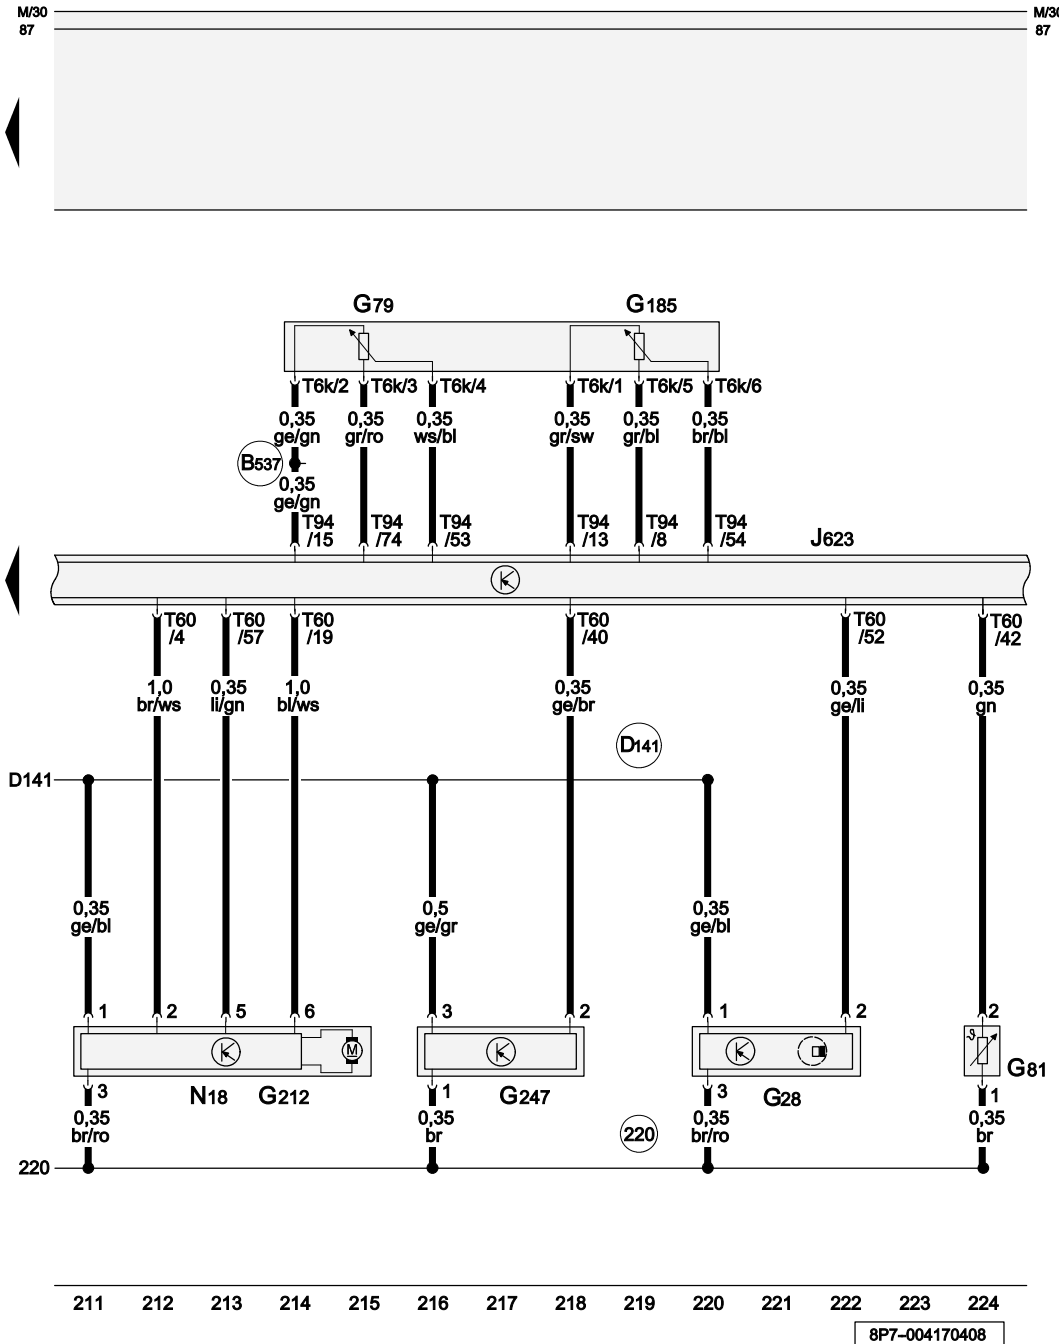 M/30 M/30
87 87
G79 G185
T6k/2 T6k/3 T6k/4 T6k/1 T6k/5 T6k/6
0,35 0,35 0,35 0,35 0,35 0,35
ge/gn gr/ro ws/bl gr/sw gr/bl br/bl
B537
0,35
ge/gn
T94 T94 T94 T94 T94 T94
/15 /74 /53 /13 /8 /54
J623
T60 T60 T60 T60 T60 T60
/4 /57 /19 /40 /52 /42
1,0 0,35 1,0 0,35 0,35 0,35
br/ws li/gn bl/ws ge/br ge/li gn
D141
D141
0,35 0,5 0,35
ge/bl ge/gr ge/bl
1 2 5 6 3 2 1 2 2
M ϑ
G81
3 N18 G212 1 G247 3 G28 1
0,35 0,35 0,35 0,35
br/ro br br/ro br
220
220
211 212 213 214 215 216 217 218 219 220 221 222 223 224
8P7-004170408